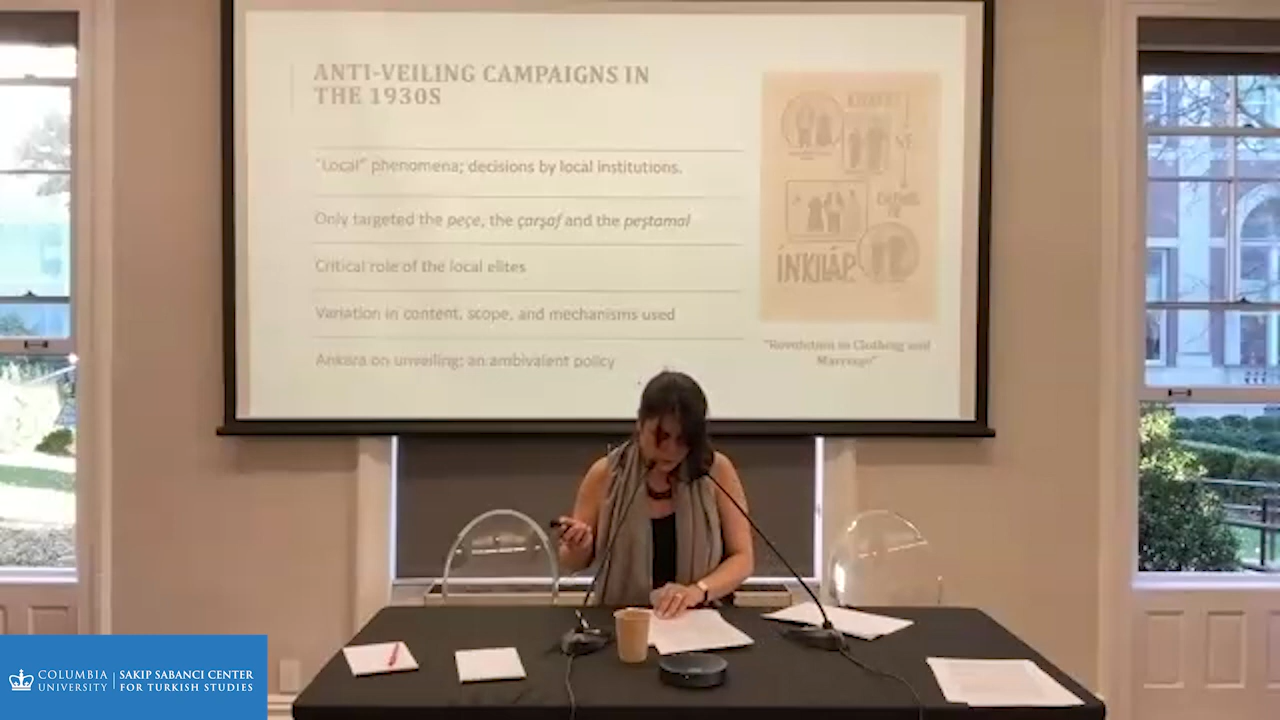 ANTI-VEILING CAMPAIGNS IN
THE 1930S
"Local" phenomena; decisions by local institutions.
Only targeted the peçe, the çarşaf and the peştamal
Critical role of the local elites
Variation in content, scope, and mechanisms used
Ankara on unveiling: an ambivalent policy
İNKILÂP
"Revolution in Clothing and
Marriage"
COLUMBIA
UNIVERSITY
SAKIP SABANCI CENTER
FOR TURKISH STUDIES